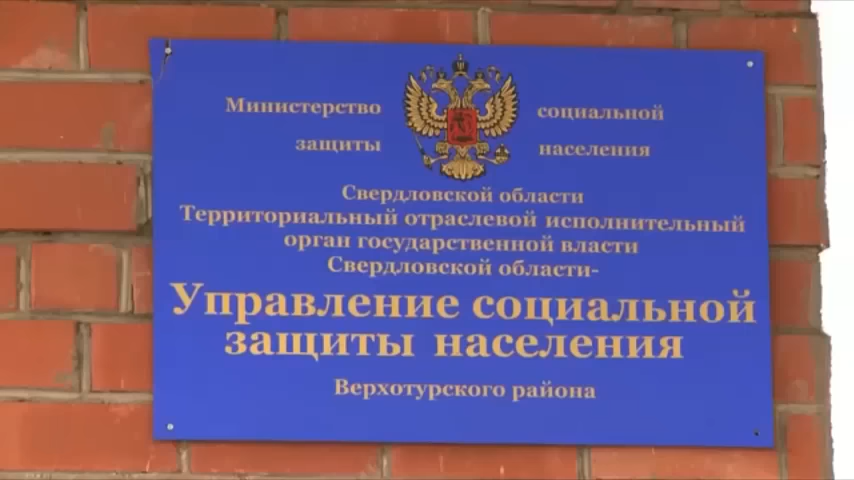 Министерство социальной
защиты населения
Свердловской области
Территориальный отраслевой исполнительный
орган государственной власти
Свердловской области-
Управление социальной
защиты населения
Верхотурского района